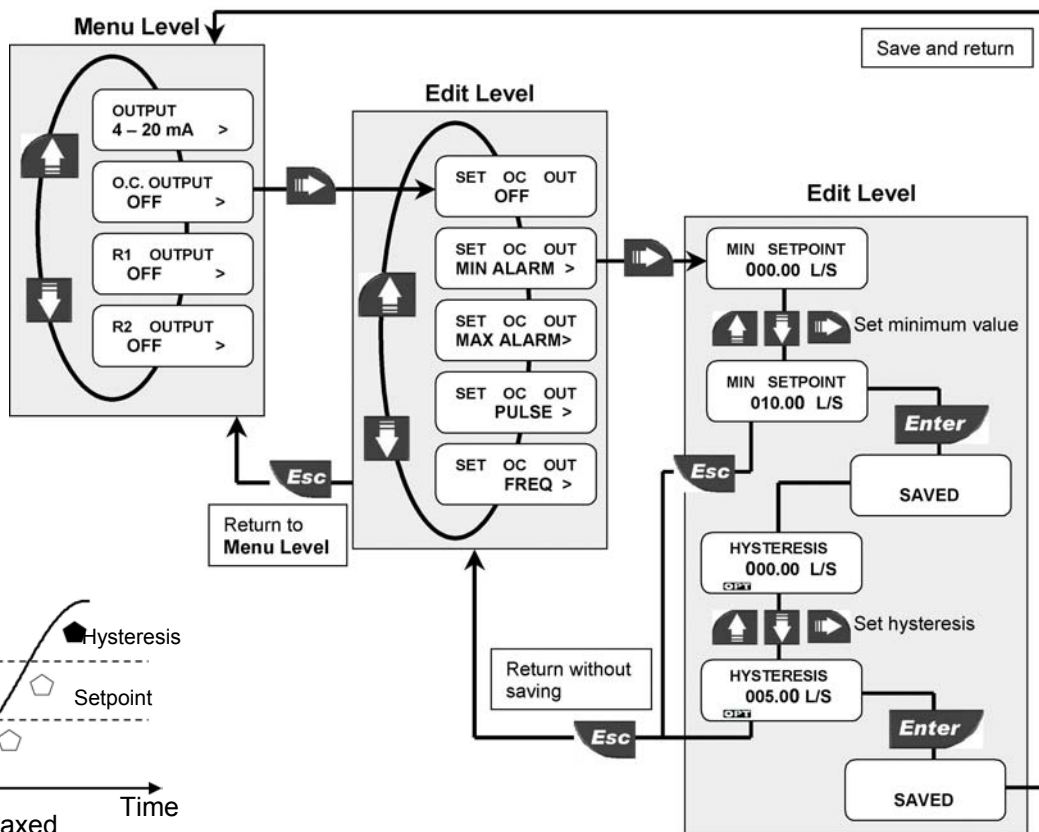 Menu Level
OUTPUT
4 – 20 mA >
O.C. OUTPUT
OFF >
R1 OUTPUT
OFF >
R2 OUTPUT
OFF >
Esc
Return to
Menu Level
Edit Level
SET OC OUT
OFF
SET OC OUT
MIN ALARM >
SET OC OUT
MAX ALARM>
SET OC OUT
PULSE >
SET OC OUT
FREQ >
Save and return
Edit Level
MIN SETPOINT
000.00 L/S
Set minimum value
MIN SETPOINT
010.00 L/S
Enter
Esc
SAVED
HYSTERESIS
000.00 L/S
OPT
Set hysteresis
HYSTERESIS
005.00 L/S
OPT
Enter
SAVED
Return without
saving
Esc
Hysteresis
Setpoint
Time
axed